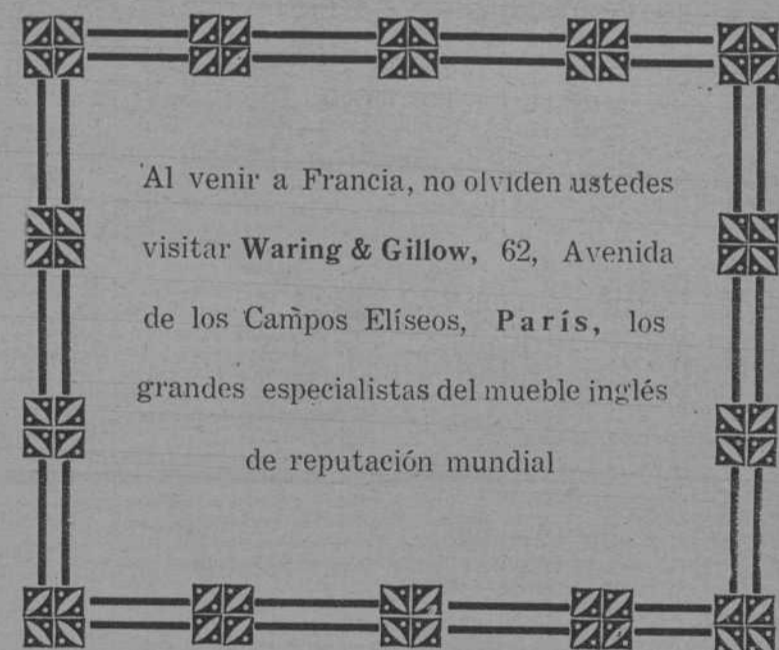 Al venir a Francia, no olviden ustedes
visitar Waring & Gillow, 62, Avenida
de los Campos Elíseos, París, los
grandes especialistas del mueble inglés
de reputación mundial